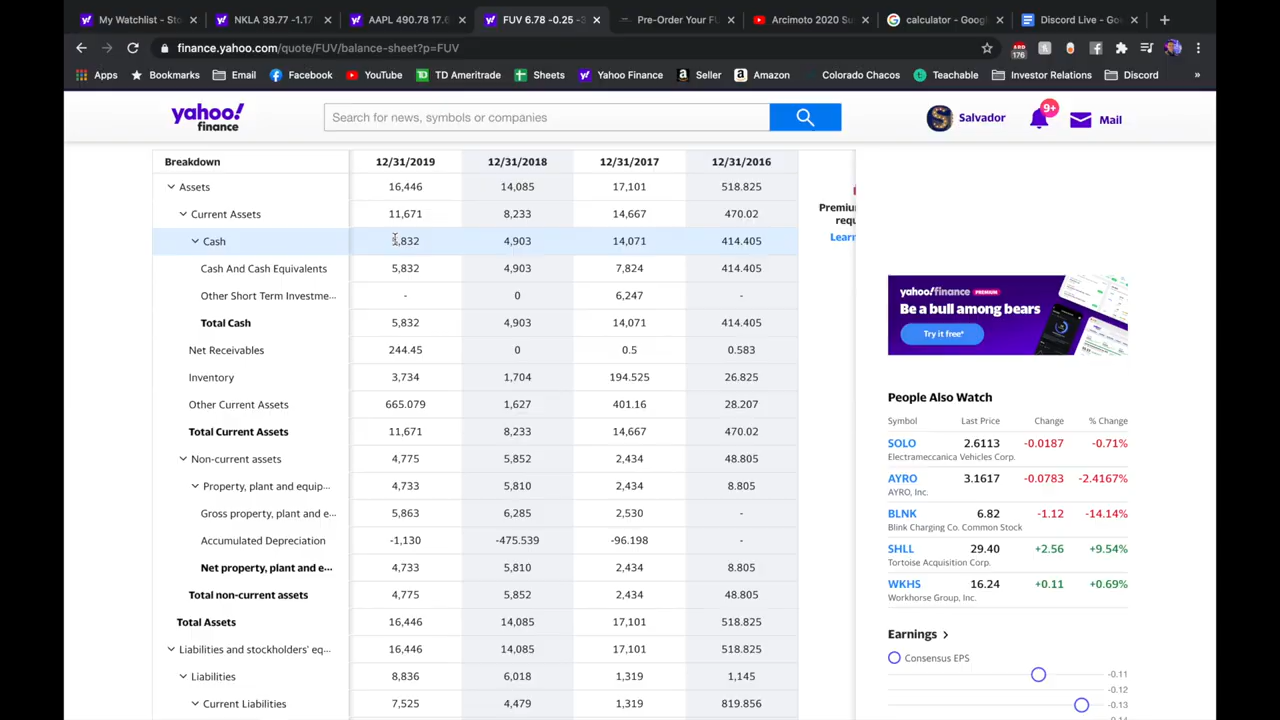 My Watchlist - Sto
NKLA 39.77 -1.17
AAPL 490.78 17.6
FUV 6.78 -0.25 -3
Pre-Order Your FU
Arcimoto 2020 Su
calculator - Googl
Discord Live - Goo
finance.yahoo.com/quote/FUV/balance-sheet?p=FUV
176
Apps
Bookmarks
Email
Facebook
YouTube
TD Ameritrade
Sheets
Yahoo Finance
Seller
Amazon
Colorado Chacos
Teachable
Investor Relations
Discord
»
yahoo! finance
Search for news, symbols or companies
Salvador
9+
Mail
Breakdown 12/31/2019 12/31/2018 12/31/2017 12/31/2016
Assets 16,446 14,085 17,101 518.825
Current Assets 11,671 8,233 14,667 470.02
Cash 5,832 4,903 14,071 414.405
Cash And Cash Equivalents 5,832 4,903 7,824 414.405
Other Short Term Investme... - 0 6,247 -
Total Cash 5,832 4,903 14,071 414.405
Net Receivables 244.45 0 0.5 0.583
Inventory 3,734 1,704 194.525 26.825
Other Current Assets 665.079 1,627 401.16 28.207
Total Current Assets 11,671 8,233 14,667 470.02
Non-current assets 4,775 5,852 2,434 48.805
Property, plant and equip... 4,733 5,810 2,434 8.805
Gross property, plant and e... 5,863 6,285 2,530 -
Accumulated Depreciation -1,130 -475.539 -96.198 -
Net property, plant and e... 4,733 5,810 2,434 8.805
Total non-current assets 4,775 5,852 2,434 48.805
Total Assets 16,446 14,085 17,101 518.825
Liabilities and stockholders' eq... 16,446 14,085 17,101 518.825
Liabilities 8,836 6,018 1,319 1,145
Current Liabilities 7,525 4,479 1,319 819.856
Premiu
requ
Learn
yahoo!finance PREMIUM
Be a bull among bears
Try it free*
People Also Watch
Symbol Last Price Change % Change
SOLO 2.6113 -0.0187 -0.71%
Electrameccanica Vehicles Corp.
AYRO 3.1617 -0.0783 -2.4167%
AYRO, Inc.
BLNK 6.82 -1.12 -14.14%
Blink Charging Co. Common Stock
SHLL 29.40 +2.56 +9.54%
Tortoise Acquisition Corp.
WKHS 16.24 +0.11 +0.69%
Workhorse Group, Inc.
Earnings
Consensus EPS
-0.11
-0.12
-0.13